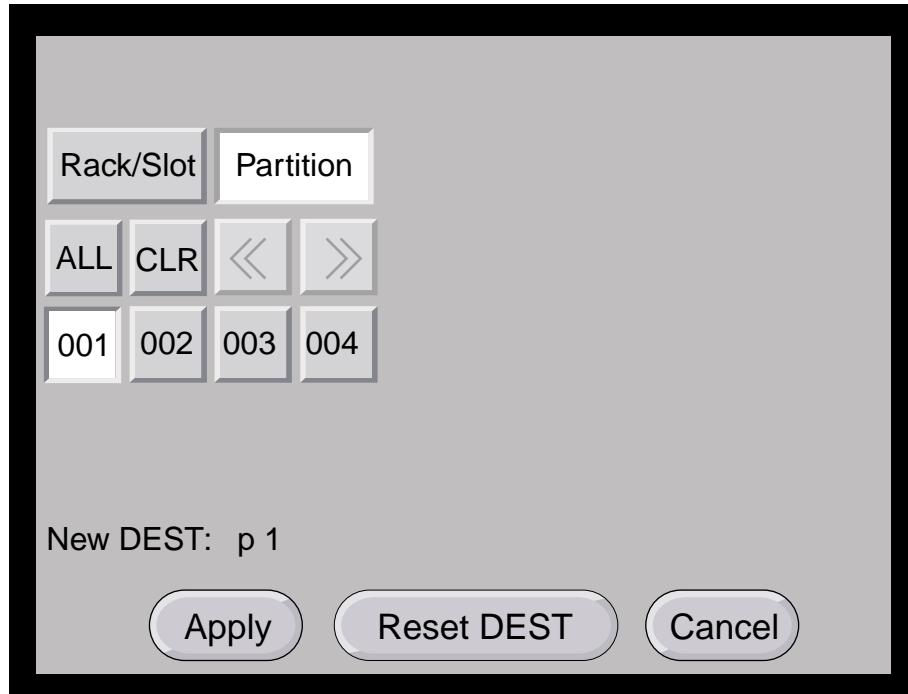 Rack/Slot Partition
ALL CLR << >>
001 002 003 004
New DEST: p 1
Apply Reset DEST Cancel